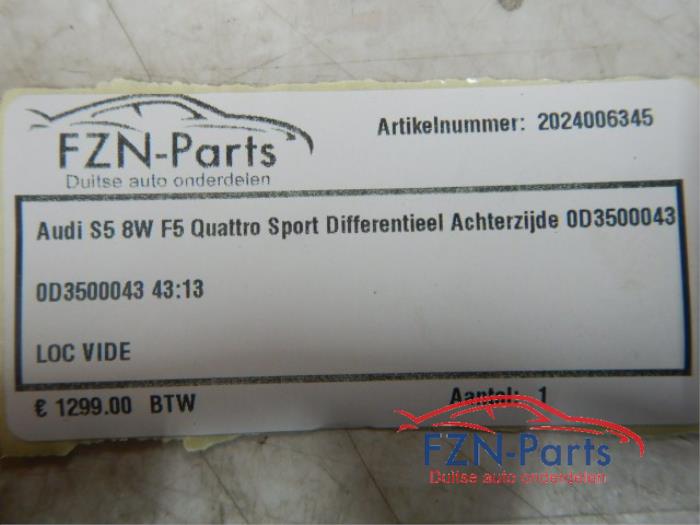 FZN-Parts
Duitse auto onderdelen
Artikelnummer: 2024006345
Audi S5 8W F5 Quattro Sport Differentieel Achterzijde 0D3500043
0D3500043 43:13
LOC VIDE
€ 1299.00 BTW
Aantal: 1
FZN-Parts
Duitse auto onderdelen